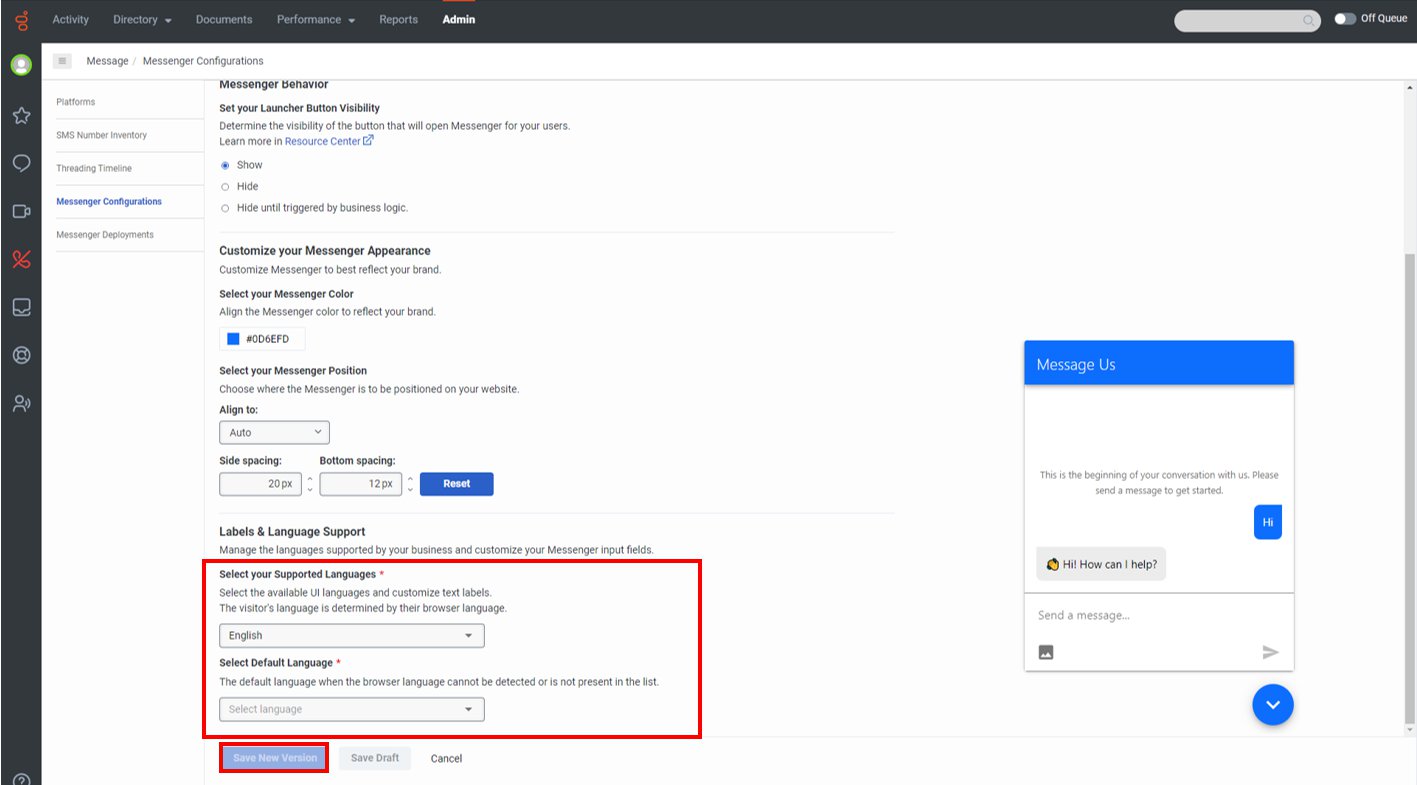 Activity
Directory
Documents
Performance
Reports
Admin
Off Queue
Message / Messenger Configurations
Platforms
SMS Number Inventory
Threading Timeline
Messenger Configurations
Messenger Deployments
Messenger Behavior
Set your Launcher Button Visibility
Determine the visibility of the button that will open Messenger for your users.
Learn more in Resource Center
Show
Hide
Hide until triggered by business logic.
Customize your Messenger Appearance
Customize Messenger to best reflect your brand.
Select your Messenger Color
Align the Messenger color to reflect your brand.
#0D6EFD
Select your Messenger Position
Choose where the Messenger is to be positioned on your website.
Align to:
Auto
Side spacing: Bottom spacing:
20 px 12 px Reset
Labels & Language Support
Manage the languages supported by your business and customize your Messenger input fields.
Select your Supported Languages *
Select the available UI languages and customize text labels.
The visitor's language is determined by their browser language.
English
Select Default Language *
The default language when the browser language cannot be detected or is not present in the list.
Select language
Save New Version Save Draft Cancel
Message Us
This is the beginning of your conversation with us. Please
send a message to get started.
Hi
Hi! How can I help?
Send a message...